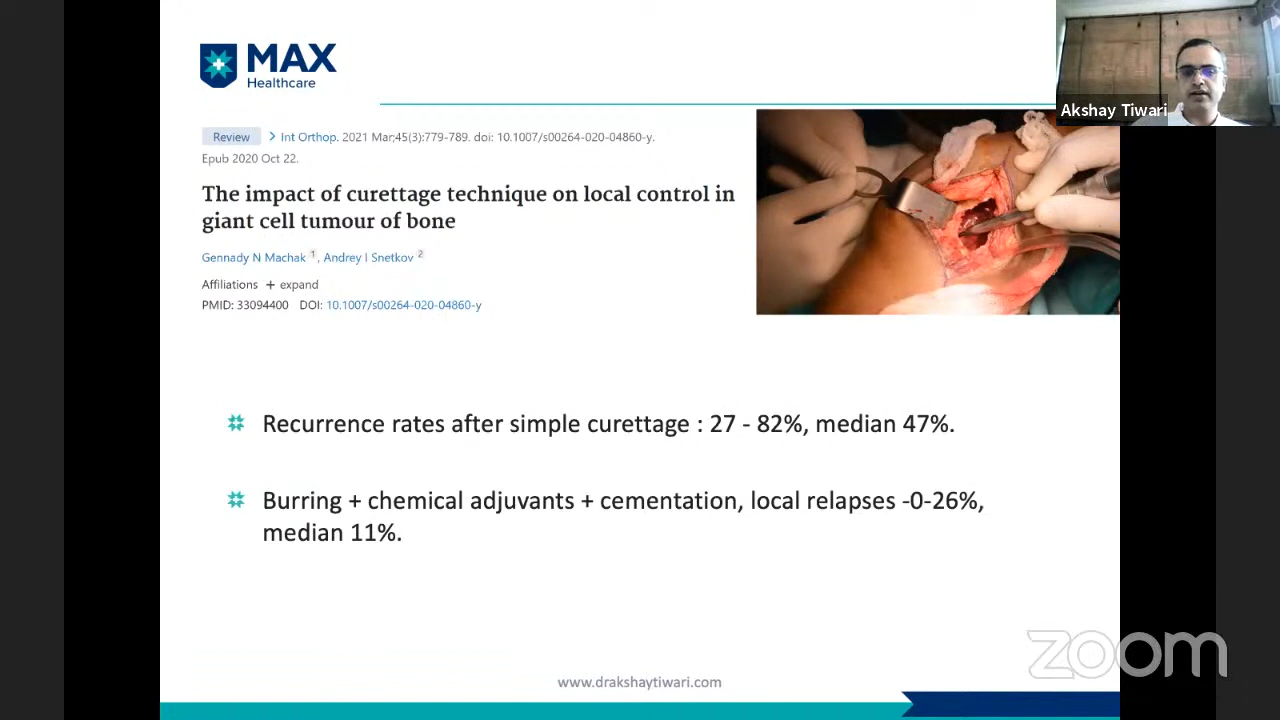 MAX
Healthcare
Akshay Tiwari
Review > Int Orthop. 2021 Mar;45(3):779-789. doi: 10.1007/s00264-020-04860-y.
Epub 2020 Oct 22.
The impact of curettage technique on local control in
giant cell tumour of bone
Gennady N Machak 1, Andrey I Snetkov 2
Affiliations + expand
PMID: 33094400 DOI: 10.1007/s00264-020-04860-y
Recurrence rates after simple curettage : 27 - 82%, median 47%.
Burring + chemical adjuvants + cementation, local relapses -0-26%,
median 11%.
zoom
www.drakshaytiwari.com